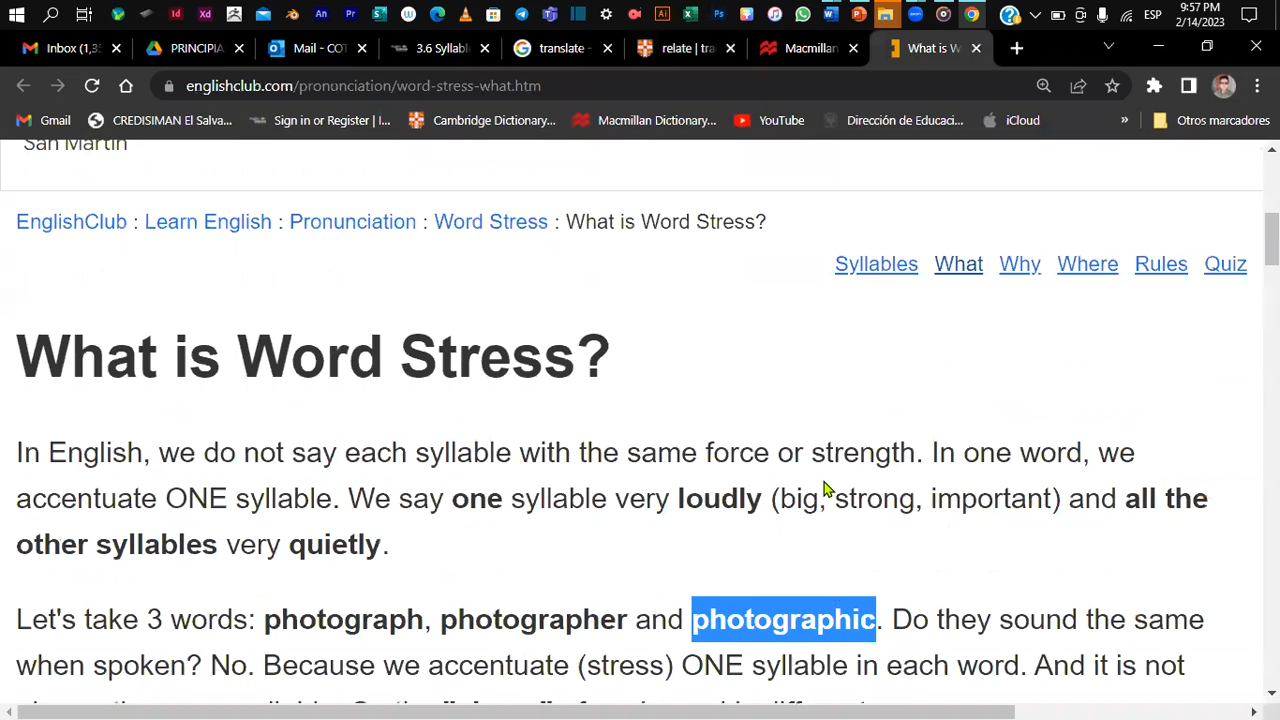 9:57 PM
ESP
2/14/2023
Inbox (1,3
PRINCIPIA
Mail - COT
3.6 Syllab
translate -
relate | tra
Macmillan
What is W
englishclub.com/pronunciation/word-stress-what.htm
Gmail
CREDISIMAN El Salva...
Sign in or Register | I...
Cambridge Dictionary...
Macmillan Dictionary...
YouTube
Dirección de Educaci...
iCloud
»
Otros marcadores
San Martin
EnglishClub : Learn English : Pronunciation : Word Stress : What is Word Stress?
Syllables What Why Where Rules Quiz
What is Word Stress?
In English, we do not say each syllable with the same force or strength. In one word, we
accentuate ONE syllable. We say one syllable very loudly (big, strong, important) and all the
other syllables very quietly.
Let's take 3 words: photograph, photographer and photographic. Do they sound the same
when spoken? No. Because we accentuate (stress) ONE syllable in each word. And it is not